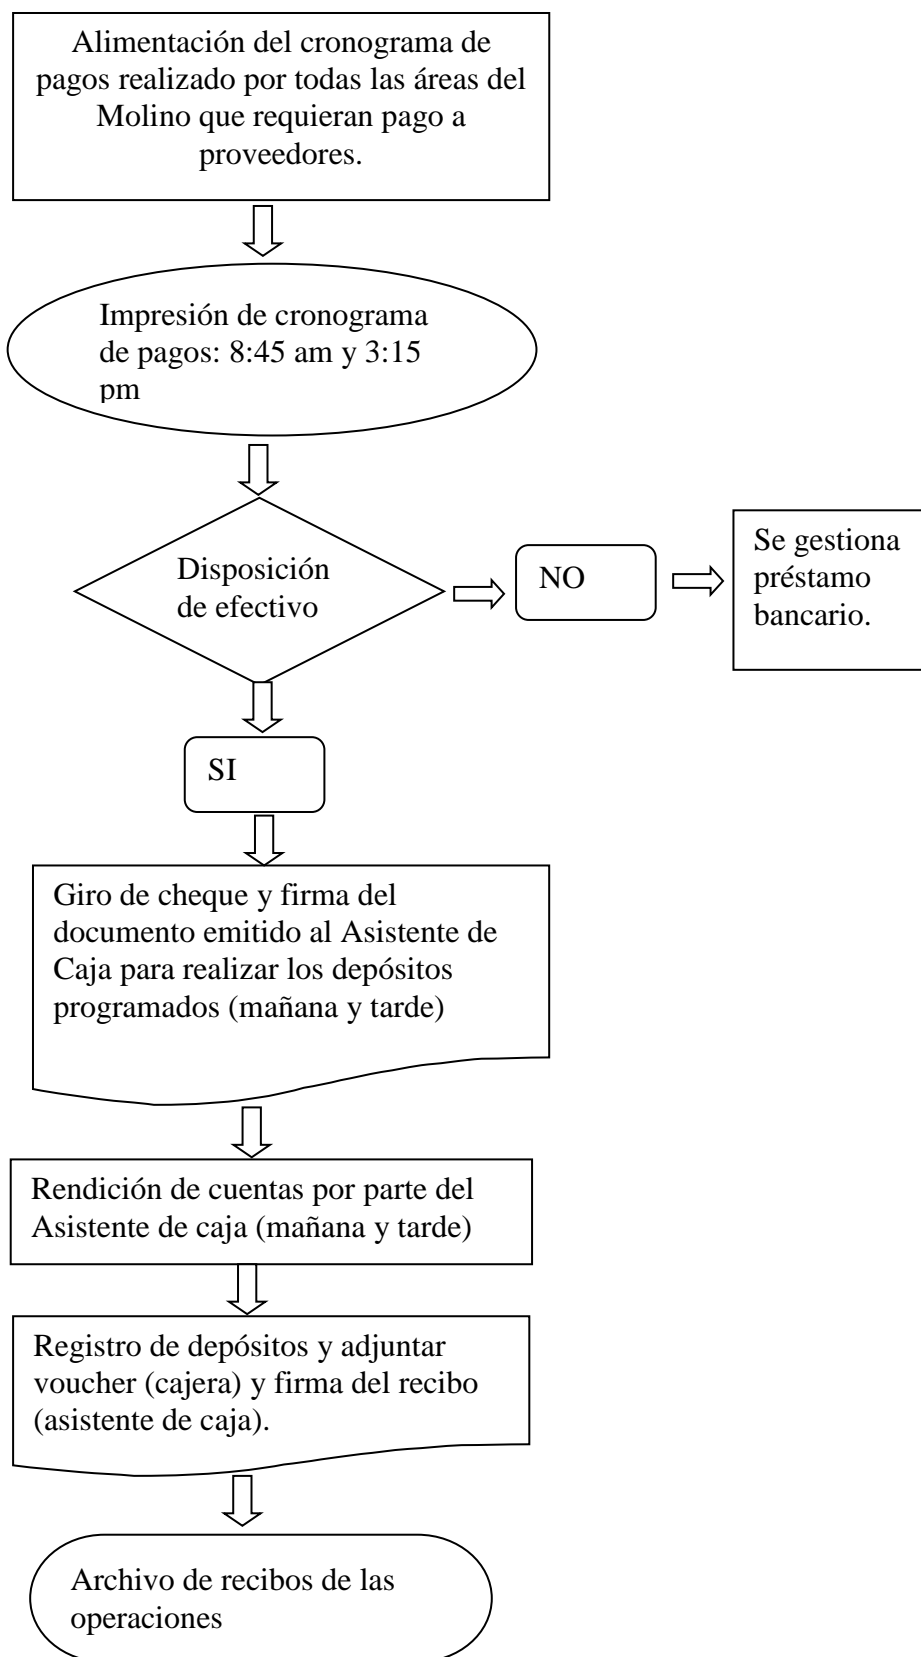 Alimentación del cronograma de
pagos realizado por todas las áreas del
Molino que requieran pago a
proveedores.
Impresión de cronograma
de pagos: 8:45 am y 3:15
pm
Disposición
de efectivo
NO
Se gestiona
préstamo
bancario.
SI
Giro de cheque y firma del
documento emitido al Asistente de
Caja para realizar los depósitos
programados (mañana y tarde)
Rendición de cuentas por parte del
Asistente de caja (mañana y tarde)
Registro de depósitos y adjuntar
voucher (cajera) y firma del recibo
(asistente de caja).
Archivo de recibos de las
operaciones